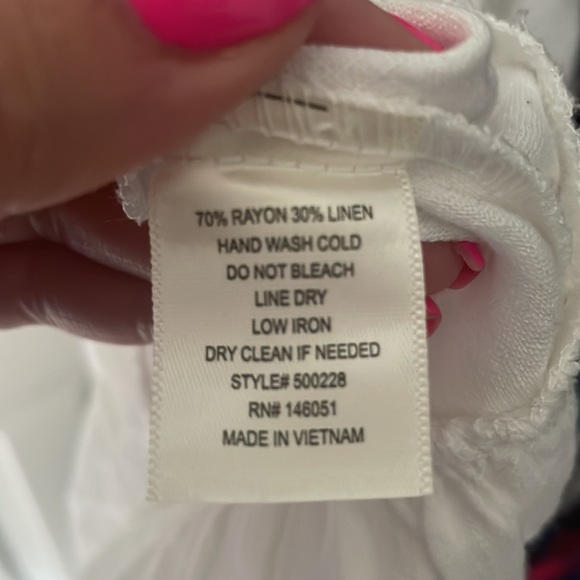 70% RAYON 30% LINEN
HAND WASH COLD
DO NOT BLEACH
LINE DRY
LOW IRON
DRY CLEAN IF NEEDED
STYLE# 500228
RN# 146051
MADE IN VIETNAM